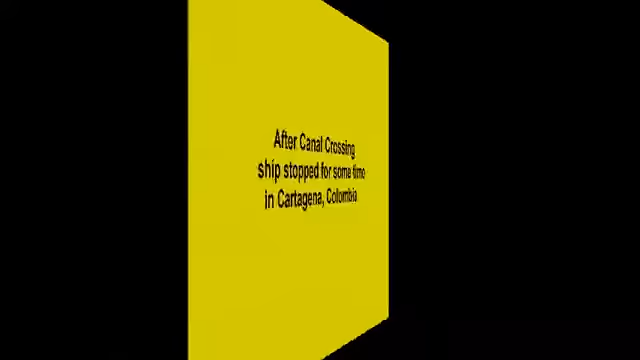 After Canal Crossing
ship stopped for some time
in Cartagena, Colombia